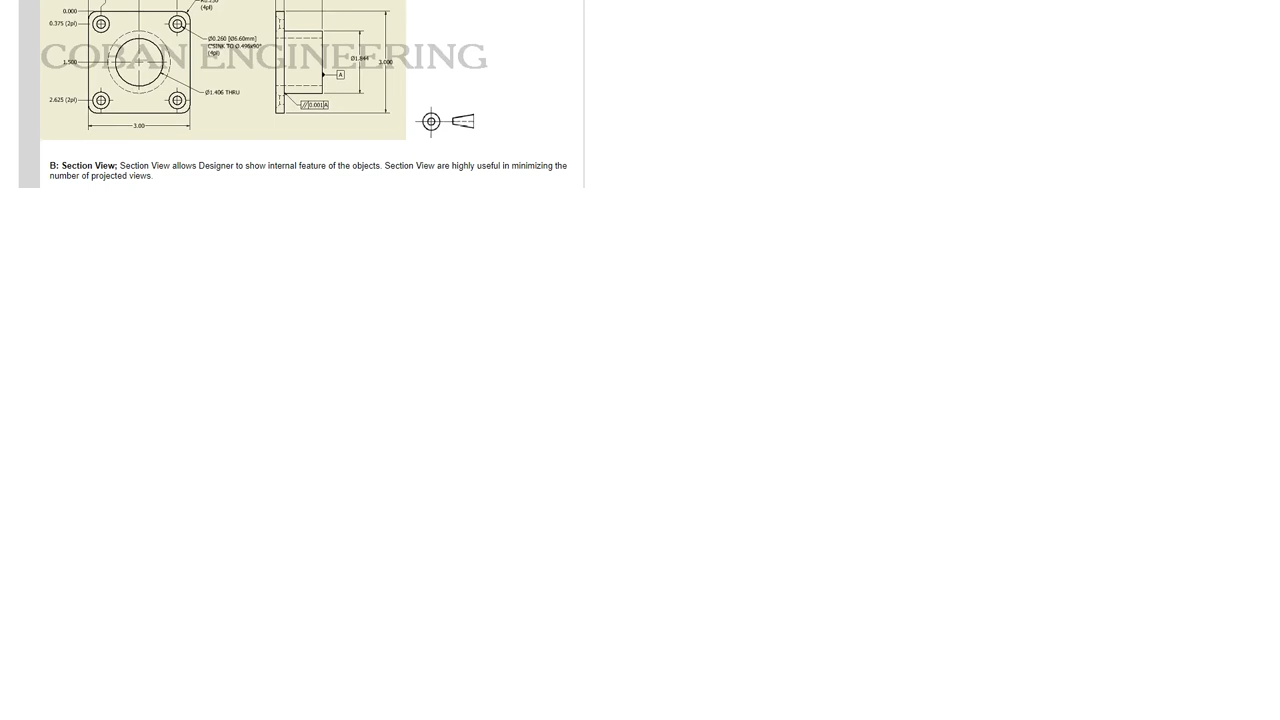 0.000
R0.250
(4pl)
0.375 (2pl)
Ø0.260 [Ø6.60mm]
C'SINK TO Ø.496x90°
(4pl)
COBAN ENGINEERING
1.500
Ø1.844
3.000
A
Ø1.406 THRU
2.625 (2pl)
// 0.001 A
3.00
B: Section View; Section View allows Designer to show internal feature of the objects. Section View are highly useful in minimizing the
number of projected views.